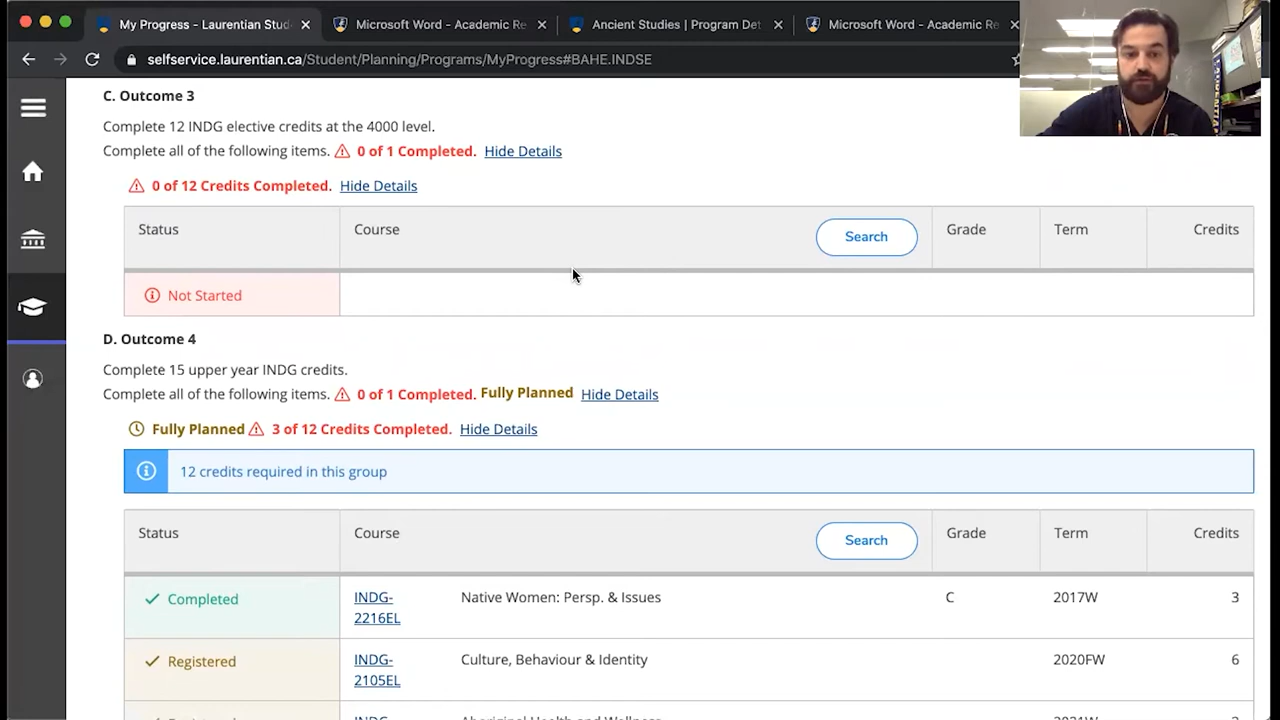 My Progress - Laurentian Stude
Microsoft Word - Academic Re
Ancient Studies | Program Det
Microsoft Word - Academic Re
selfservice.laurentian.ca/Student/Planning/Programs/MyProgress#BAHE.INDSE
C. Outcome 3
Complete 12 INDG elective credits at the 4000 level.
Complete all of the following items. 0 of 1 Completed. Hide Details
0 of 12 Credits Completed. Hide Details
Status Course Search Grade Term Credits
Not Started
D. Outcome 4
Complete 15 upper year INDG credits.
Complete all of the following items. 0 of 1 Completed. Fully Planned Hide Details
Fully Planned 3 of 12 Credits Completed. Hide Details
12 credits required in this group
Status Course Search Grade Term Credits
Completed INDG-2216EL Native Women: Persp. & Issues C 2017W 3
Registered INDG-2105EL Culture, Behaviour & Identity 2020FW 6